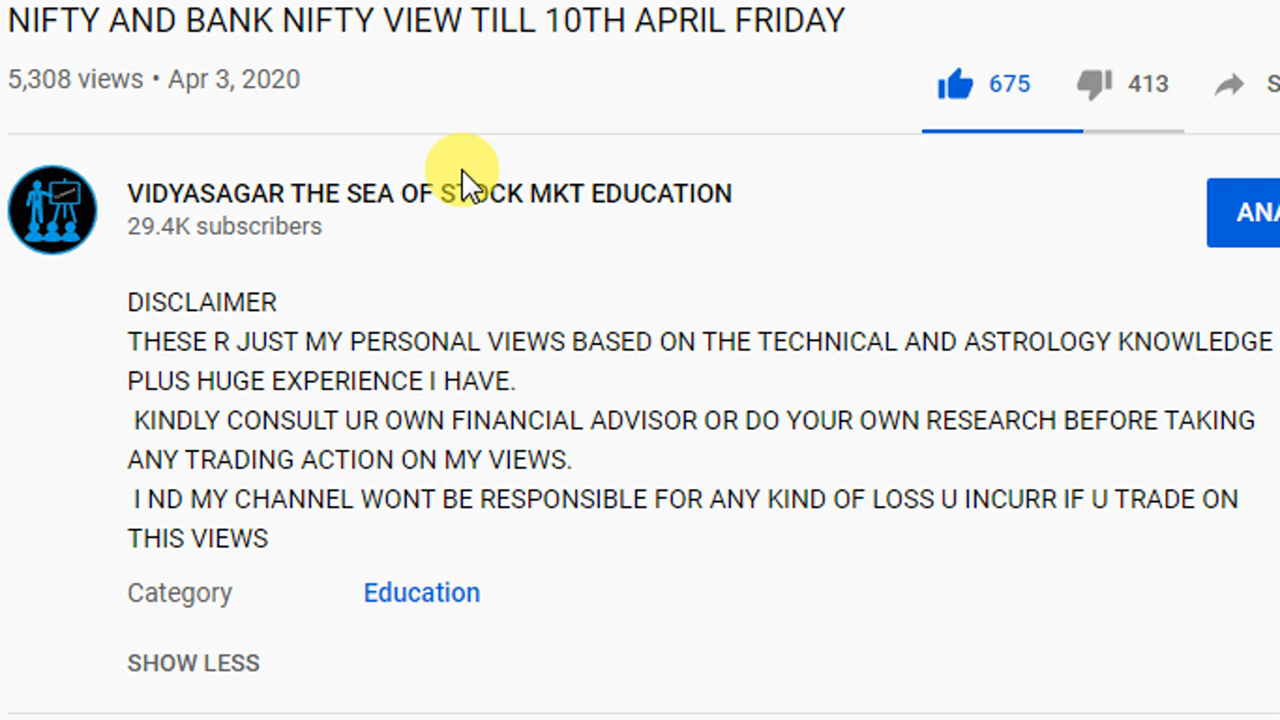 NIFTY AND BANK NIFTY VIEW TILL 10TH APRIL FRIDAY
5,308 views • Apr 3, 2020
675 413 S
VIDYASAGAR THE SEA OF STOCK MKT EDUCATION
29.4K subscribers
ANA
DISCLAIMER
THESE R JUST MY PERSONAL VIEWS BASED ON THE TECHNICAL AND ASTROLOGY KNOWLEDGE
PLUS HUGE EXPERIENCE I HAVE.
KINDLY CONSULT UR OWN FINANCIAL ADVISOR OR DO YOUR OWN RESEARCH BEFORE TAKING
ANY TRADING ACTION ON MY VIEWS.
I ND MY CHANNEL WONT BE RESPONSIBLE FOR ANY KIND OF LOSS U INCURR IF U TRADE ON
THIS VIEWS
Category Education
SHOW LESS